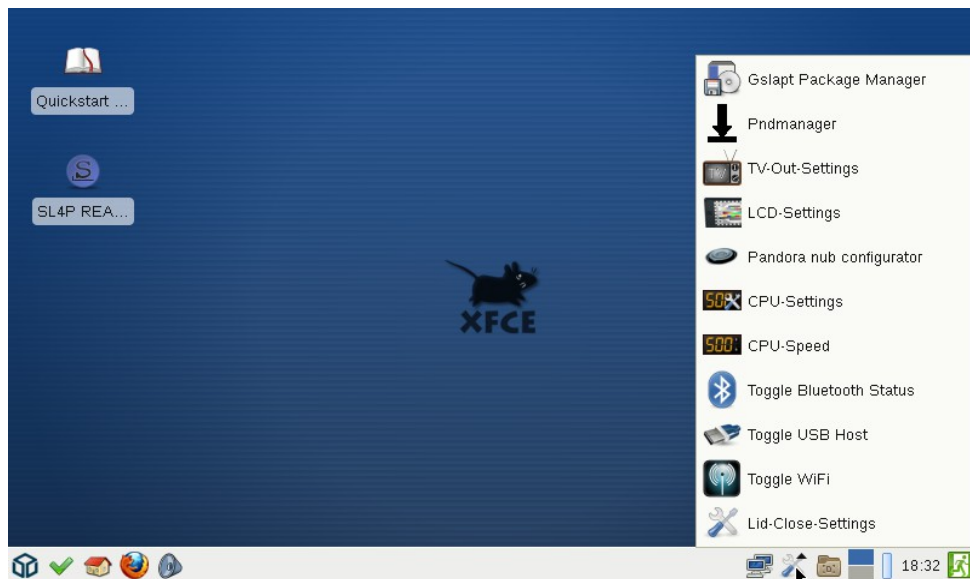 Quickstart ...
SL4P REA...
XFCE
Gslapt Package Manager
Pndmanager
TV-Out-Settings
LCD-Settings
Pandora nub configurator
CPU-Settings
CPU-Speed
Toggle Bluetooth Status
Toggle USB Host
Toggle WiFi
Lid-Close-Settings
18:32